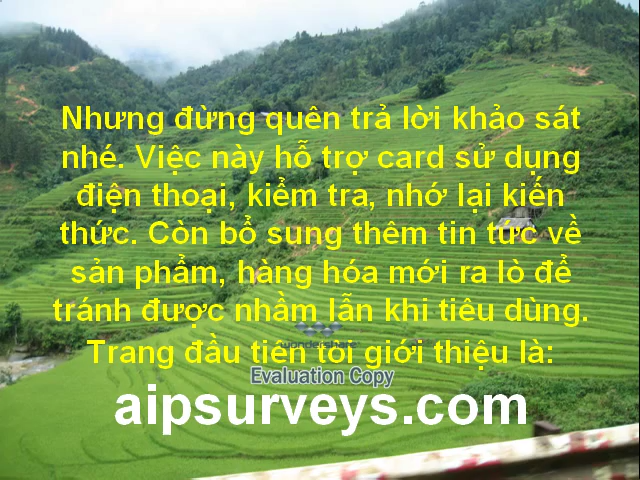 Nhưng đừng quên trả lời khảo sát
nhé. Việc này hỗ trợ card sử dụng
điện thoại, kiểm tra, nhớ lại kiến
thức. Còn bổ sung thêm tin tức về
sản phẩm, hàng hóa mới ra lò để
tránh được nhầm lẫn khi tiêu dùng.
wondershare
Trang đầu tiên tôi giới thiệu là:
Evaluation Copy
aipsurveys.com